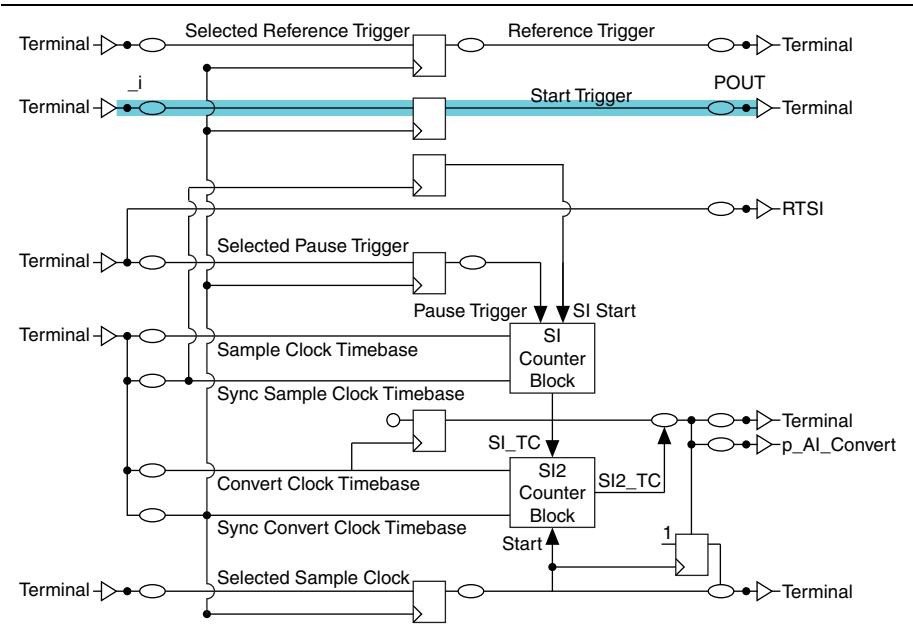 Terminal Selected Reference Trigger Reference Trigger Terminal
_i POUT
Terminal Start Trigger Terminal
RTSI
Selected Pause Trigger
Terminal
Pause Trigger SI Start
Terminal SI
Sample Clock Timebase Counter
Block
Sync Sample Clock Timebase
Terminal
SI_TC p_AI_Convert
SI2
Convert Clock Timebase Counter SI2_TC
Block
Sync Convert Clock Timebase
Start 1
Terminal Selected Sample Clock Terminal